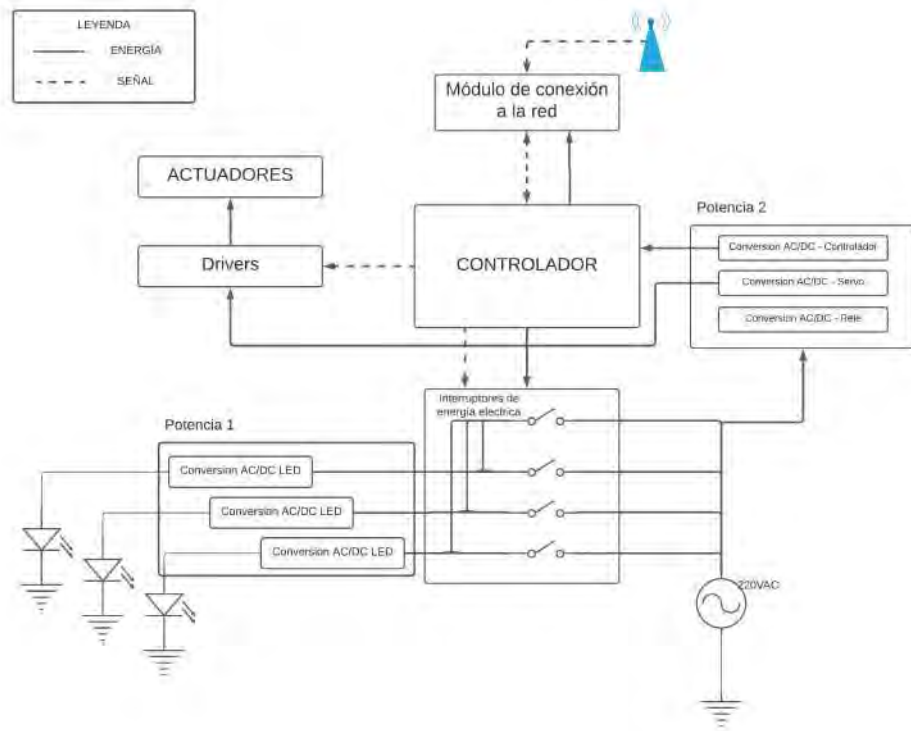 LEYENDA
ENERGÍA
SEÑAL
Módulo de conexión
a la red
ACTUADORES
Potencia 2
Drivers
CONTROLADOR
Conversion AC/DC - Controlador
Conversion AC/DC - Servo
Conversion AC/DC - Rele
Interruptores de
energia electrica
Potencia 1
Conversion AC/DC LED
Conversion AC/DC LED
Conversion AC/DC LED
220VAC